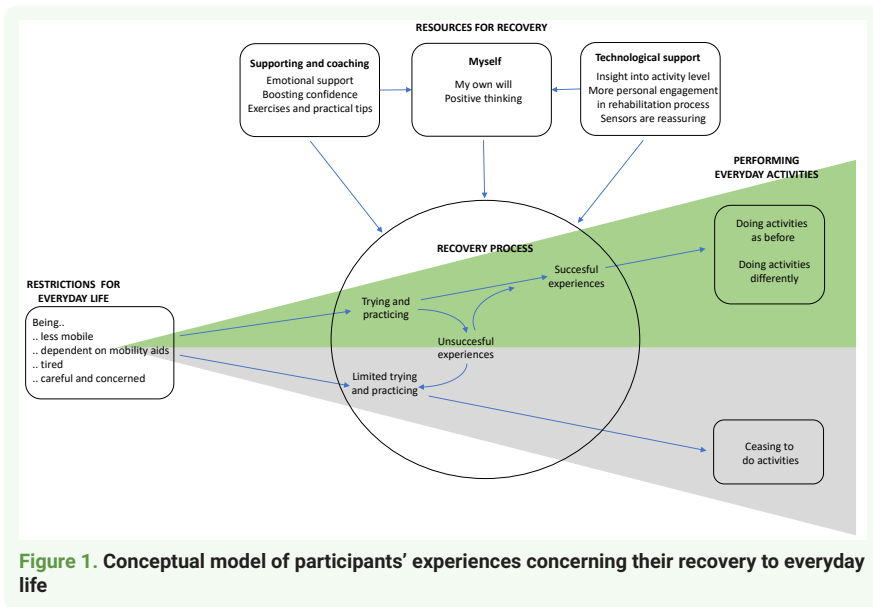 RESOURCES FOR RECOVERY
Supporting and coaching
Emotional support
Boosting confidence
Exercises and practical tips
Myself
My own will
Positive thinking
Technological support
Insight into activity level
More personal engagement
in rehabilitation process
Sensors are reassuring
PERFORMING
EVERYDAY ACTIVITIES
Doing activities
as before
Doing activities
differently
RECOVERY PROCESS
Succesful
experiences
Trying and
practicing
Unsuccesful
experiences
Limited trying
and practicing
RESTRICTIONS FOR
EVERYDAY LIFE
Being..
.. less mobile
.. dependent on mobility aids
.. tired
.. careful and concerned
Ceasing to
do activities
Figure 1. Conceptual model of participants’ experiences concerning their recovery to everyday
life